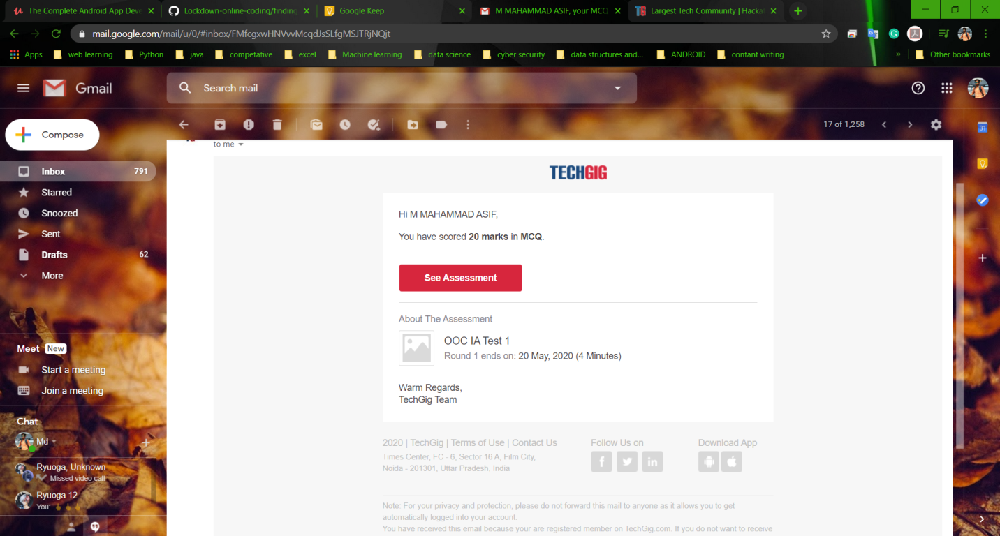 The Complete Android App Deve
Lockdown-online-coding/finding
Google Keep
M MAHAMMAD ASIF, your MCQ
Largest Tech Community | Hacka
mail.google.com/mail/u/0/#inbox/FMfcgxwHNVvvMcqdJsSLfgMSJTRjNQjt
Apps web learning Python java competative excel Machine learning data science cyber security data structures and... ANDROID contant writing » Other bookmarks
Gmail
Search mail
Compose
17 of 1,258
31
to me
Inbox 791
Starred
Snoozed
Sent
Drafts 62
More
Meet New
Start a meeting
Join a meeting
Chat
Md
Ryuoga, Unknown
Missed video call
Ryuoga 12
You:
TECHGIG
Hi M MAHAMMAD ASIF,
You have scored 20 marks in MCQ.
See Assessment
About The Assessment
OOC IA Test 1
Round 1 ends on: 20 May, 2020 (4 Minutes)
Warm Regards,
TechGig Team
2020 | TechGig | Terms of Use | Contact Us
Times Center, FC - 6, Sector 16 A, Film City,
Noida - 201301, Uttar Pradesh, India
Follow Us on
Download App
Note: For your privacy and protection, please do not forward this mail to anyone as it allows you to get
automatically logged into your account.
You have received this email because your are registered member on TechGig.com. If you do not want to receive